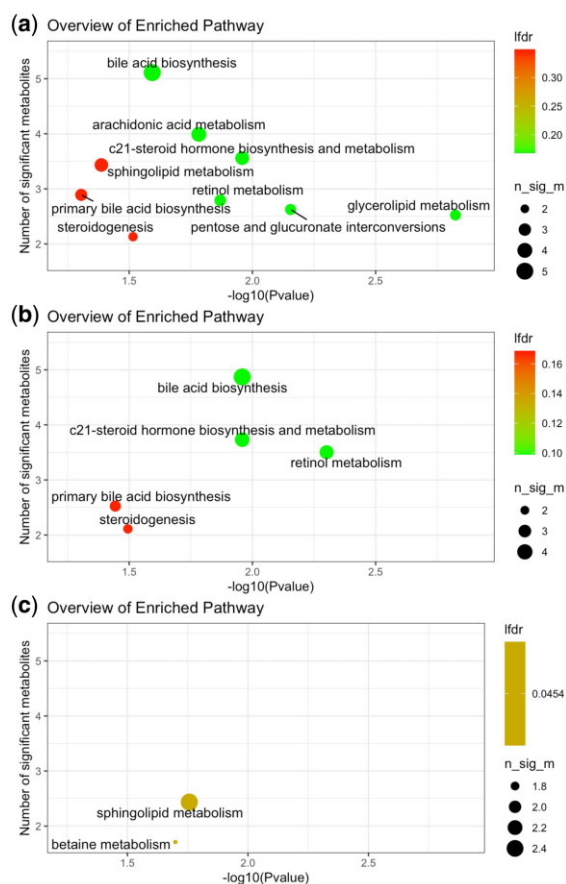 (a) Overview of Enriched Pathway
Number of significant metabolites
5
4
3
2
bile acid biosynthesis
arachidonic acid metabolism
c21-steroid hormone biosynthesis and metabolism
sphingolipid metabolism
retinol metabolism
glycerolipid metabolism
primary bile acid biosynthesis
pentose and glucuronate interconversions
steroidogenesis
1.5 2.0 2.5
-log10(Pvalue)
lfdr
0.30
0.25
0.20
n_sig_m
2
3
4
5
(b) Overview of Enriched Pathway
Number of significant metabolites
5
4
3
2
bile acid biosynthesis
c21-steroid hormone biosynthesis and metabolism
retinol metabolism
primary bile acid biosynthesis
steroidogenesis
1.5 2.0 2.5
-log10(Pvalue)
lfdr
0.16
0.14
0.12
0.10
n_sig_m
2
3
4
(c) Overview of Enriched Pathway
Number of significant metabolites
5
4
3
2
sphingolipid metabolism
betaine metabolism
1.5 2.0 2.5
-log10(Pvalue)
lfdr
0.0454
n_sig_m
1.8
2.0
2.2
2.4